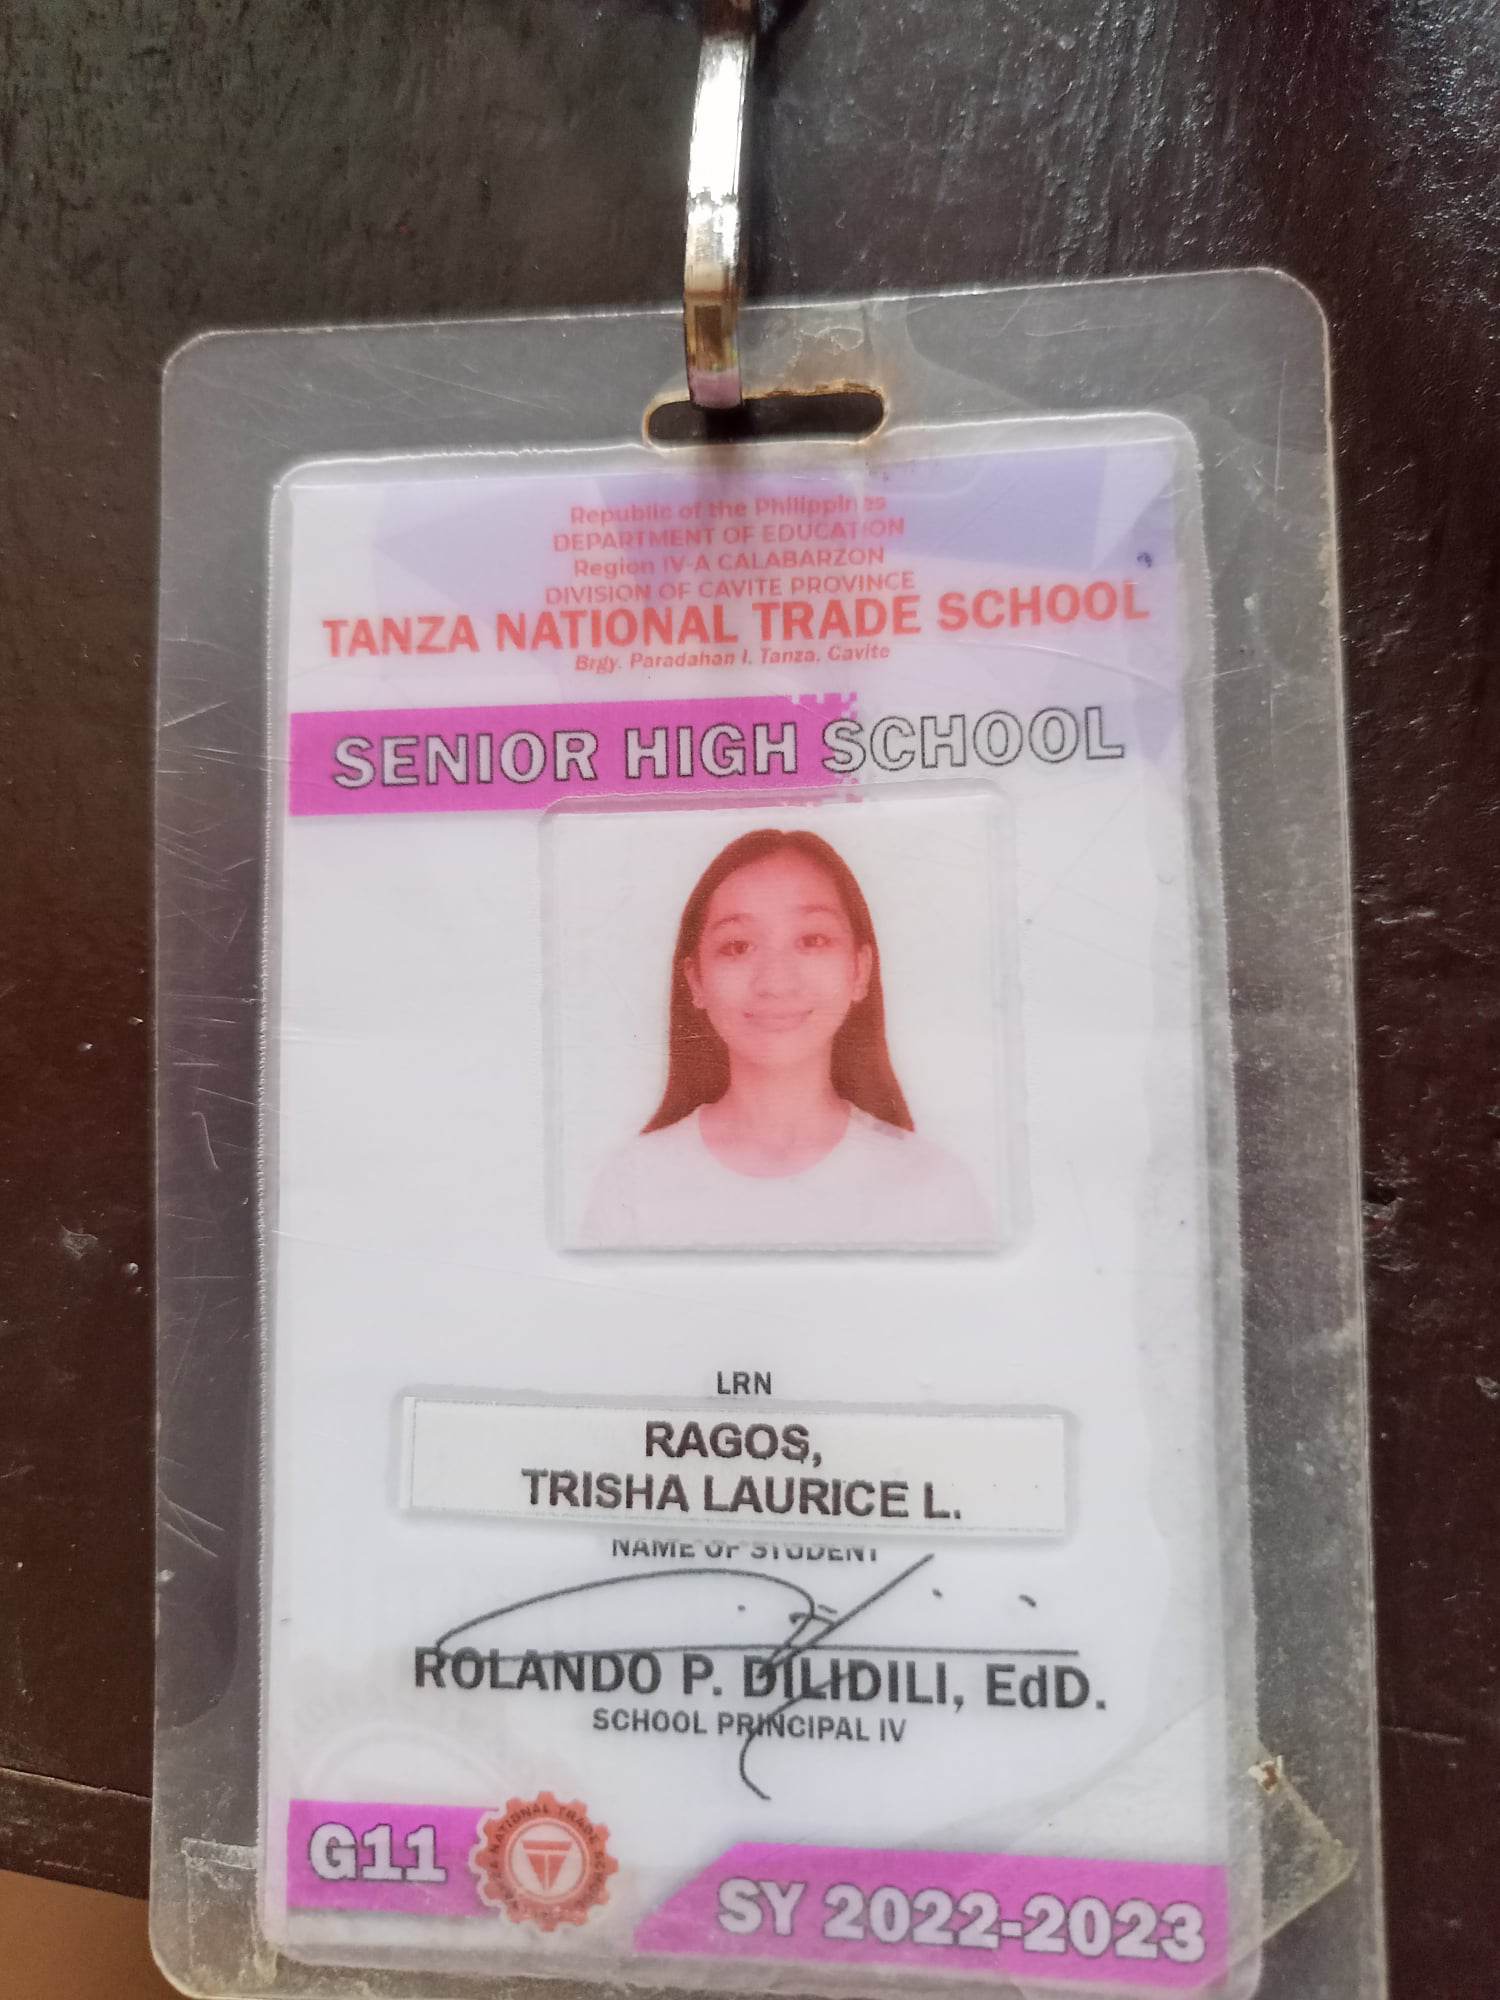 Republic of the Philippines
DEPARTMENT OF EDUCATION
Region IV-A CALABARZON
DIVISION OF CAVITE PROVINCE
TANZA NATIONAL TRADE SCHOOL
Brgy. Paradahan I, Tanza, Cavite
SENIOR HIGH SCHOOL
LRN
RAGOS,
TRISHA LAURICE L.
NAME OF STUDENT
ROLANDO P. DILIDILI, EdD.
SCHOOL PRINCIPAL IV
G11
NATIONAL TRADE
SY 2022-2023